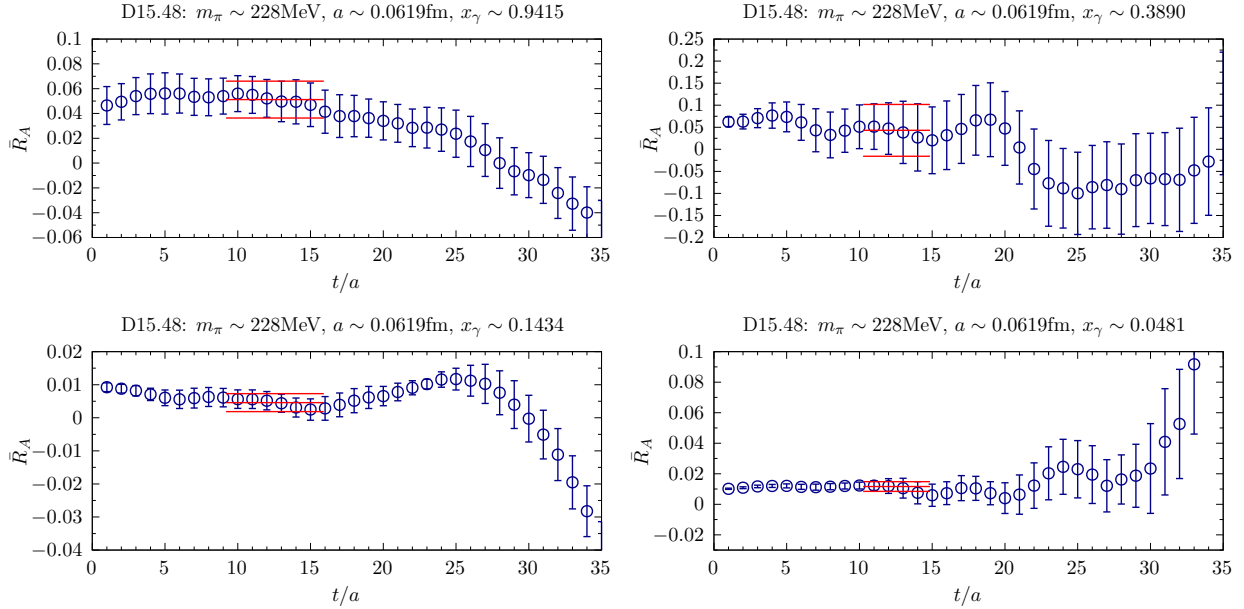 D15.48: m_π ∼ 228MeV, a ∼ 0.0619fm, x_γ ∼ 0.9415
0.1
0.08
0.06
0.04
0.02
0
−0.02
−0.04
−0.06
R̄_A
0 5 10 15 20 25 30 35
t/a
D15.48: m_π ∼ 228MeV, a ∼ 0.0619fm, x_γ ∼ 0.3890
0.25
0.2
0.15
0.1
0.05
0
−0.05
−0.1
−0.15
−0.2
R̄_A
0 5 10 15 20 25 30 35
t/a
D15.48: m_π ∼ 228MeV, a ∼ 0.0619fm, x_γ ∼ 0.1434
0.02
0.01
0
−0.01
−0.02
−0.03
−0.04
R̄_A
0 5 10 15 20 25 30 35
t/a
D15.48: m_π ∼ 228MeV, a ∼ 0.0619fm, x_γ ∼ 0.0481
0.1
0.08
0.06
0.04
0.02
0
−0.02
R̄_A
0 5 10 15 20 25 30 35
t/a